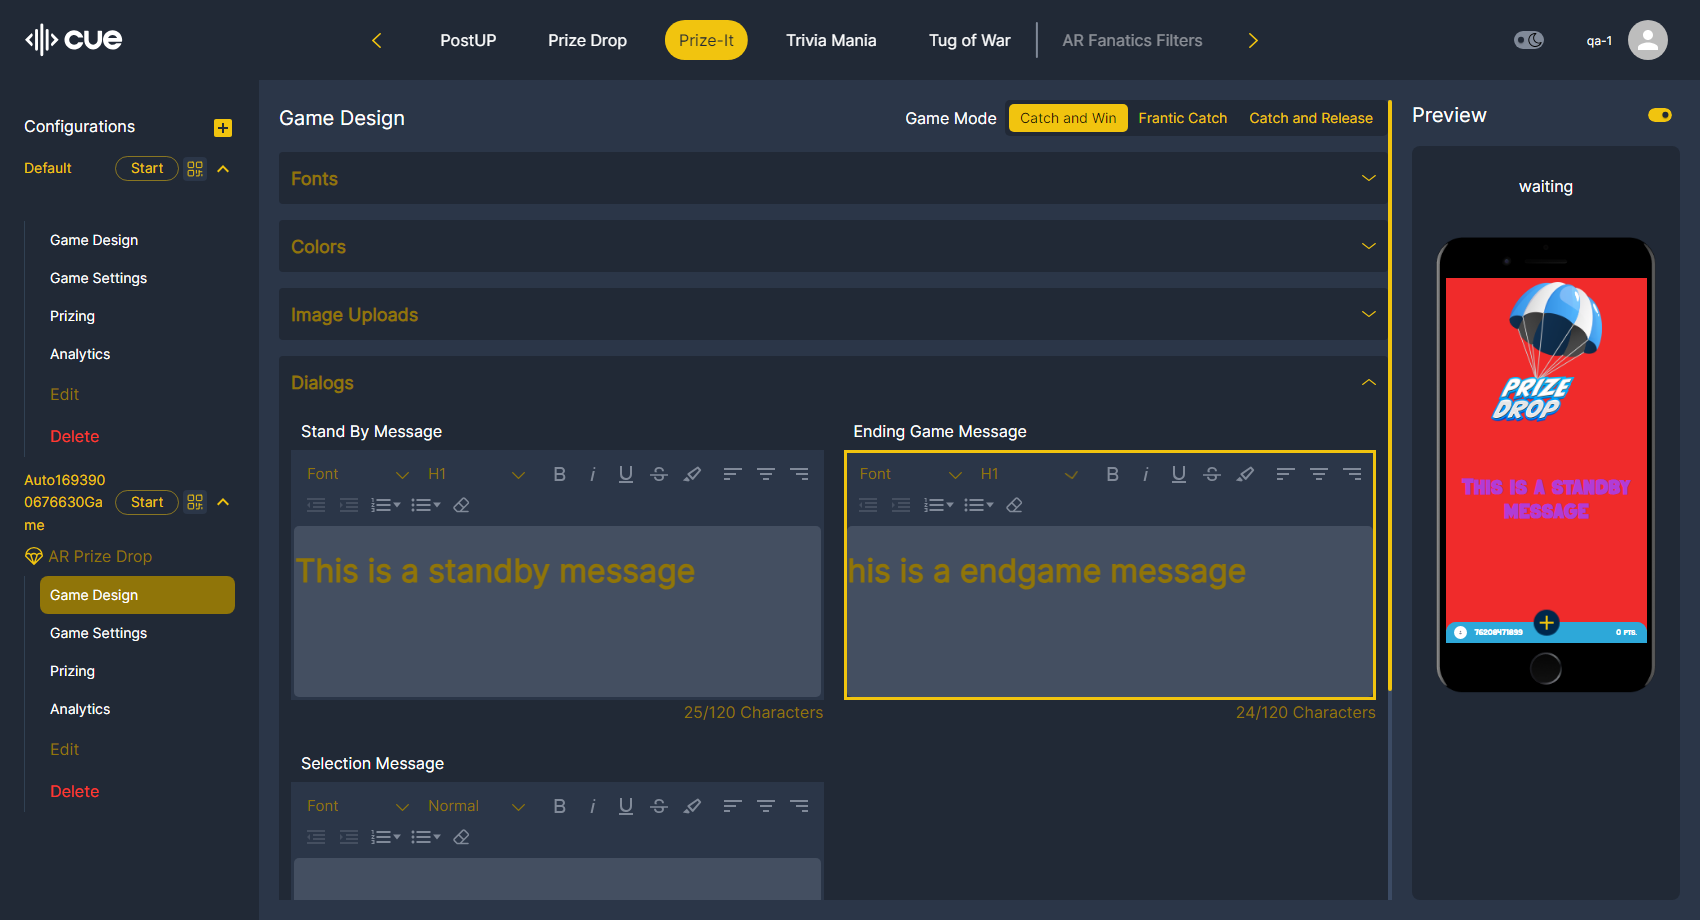 cue
PostUP
Prize Drop
Prize-It
Trivia Mania
Tug of War
AR Fanatics Filters
qa-1
Configurations
Default
Start
Game Design
Game Settings
Prizing
Analytics
Edit
Delete
Auto169390
0676630Ga
me
Start
AR Prize Drop
Game Design
Game Settings
Prizing
Analytics
Edit
Delete
Game Design
Game Mode
Catch and Win
Frantic Catch
Catch and Release
Fonts
Colors
Image Uploads
Dialogs
Stand By Message
Font
H1
This is a standby message
25/120 Characters
Ending Game Message
Font
H1
his is a endgame message
24/120 Characters
Selection Message
Font
Normal
Preview
waiting
PRIZE
DROP
THIS IS A STANDBY
MESSAGE
76208471899
0 PTS.